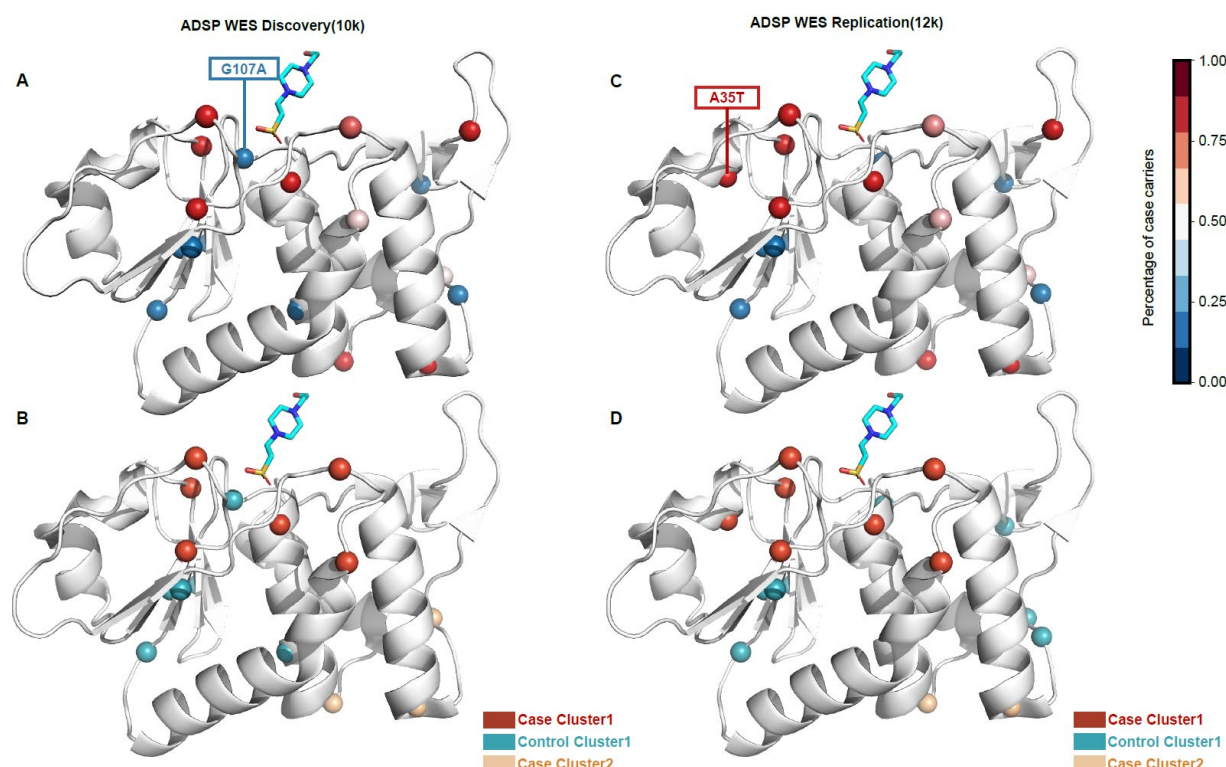 ADSP WES Discovery(10k)
ADSP WES Replication(12k)
A
G107A
C
A35T
1.00
0.75
0.50
0.25
0.00
Percentage of case carriers
B
D
Case Cluster1
Control Cluster1
Case Cluster2
Case Cluster1
Control Cluster1
Case Cluster2